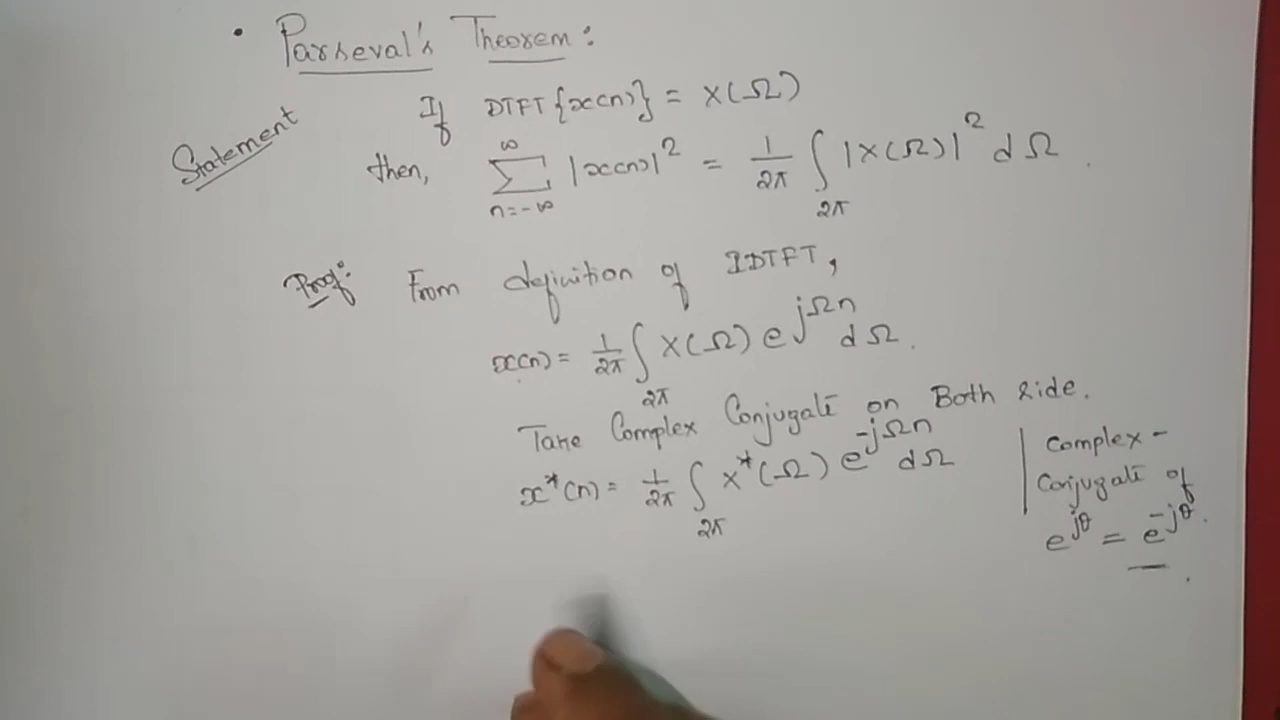 • Parseval's Theorem:
Statement
If DTFT{x(n)} = X(Ω)
then, ∞∑n=-∞ |x(n)|² = 1/2π ∫2π |X(Ω)|² dΩ.
Proof: From definition of IDTFT,
x(n) = 1/2π ∫2π X(Ω) e^jΩn dΩ.
Take Complex Conjugate on Both side.
x*(n) = 1/2π ∫2π X*(Ω) e^-jΩn dΩ
Complex-
Conjugate of
e^jθ = e^-jθ.